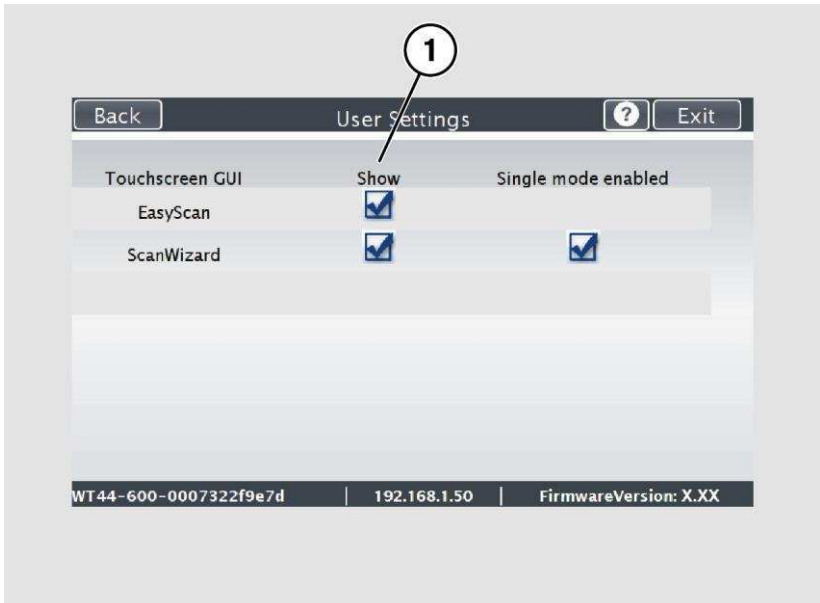 1
Back User Settings ? Exit
Touchscreen GUI Show Single mode enabled
EasyScan
ScanWizard
WT44-600-0007322f9e7d | 192.168.1.50 | FirmwareVersion: X.XX